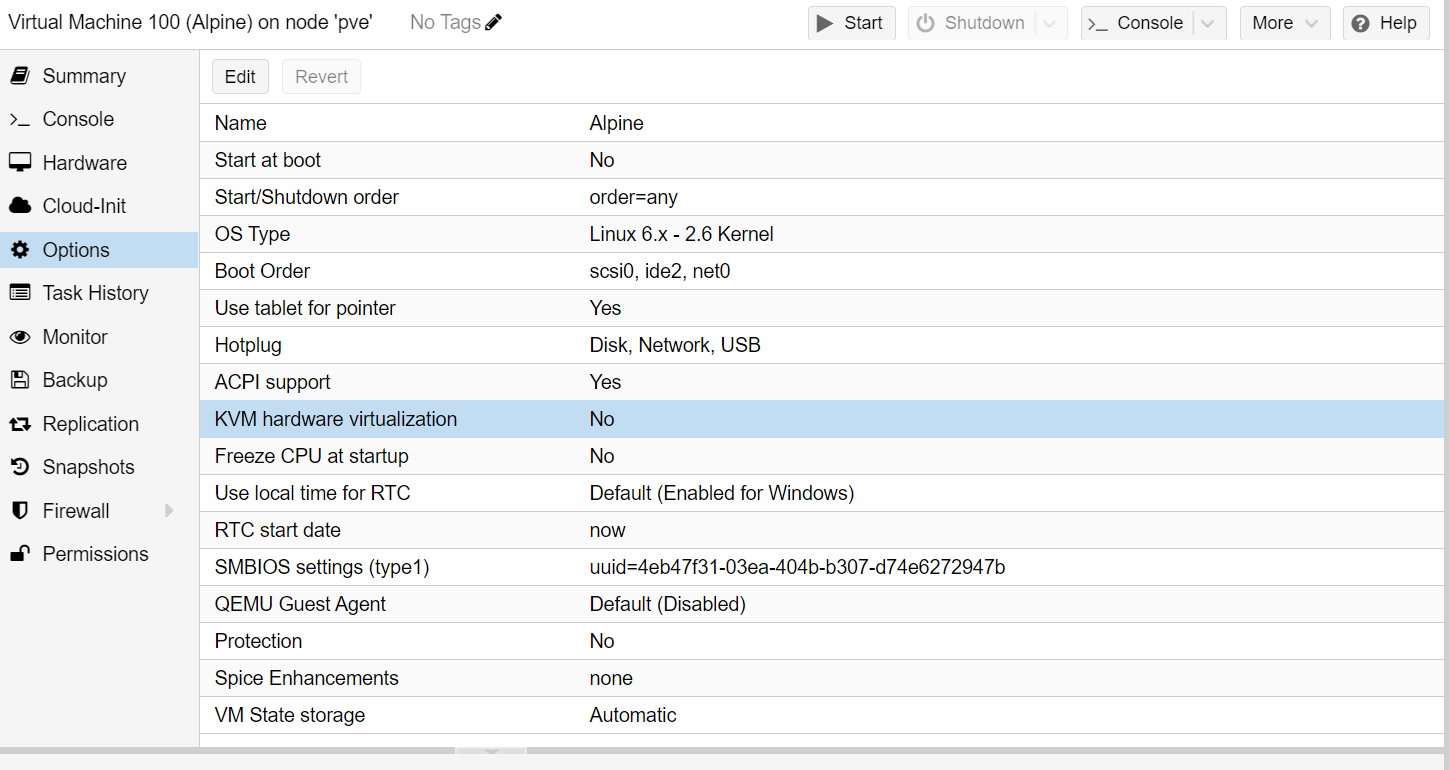 Virtual Machine 100 (Alpine) on node 'pve' No Tags Start Shutdown Console More Help
Summary
Console
Hardware
Cloud-Init
Options
Task History
Monitor
Backup
Replication
Snapshots
Firewall
Permissions
Edit Revert
Name Alpine
Start at boot No
Start/Shutdown order order=any
OS Type Linux 6.x - 2.6 Kernel
Boot Order scsi0, ide2, net0
Use tablet for pointer Yes
Hotplug Disk, Network, USB
ACPI support Yes
KVM hardware virtualization No
Freeze CPU at startup No
Use local time for RTC Default (Enabled for Windows)
RTC start date now
SMBIOS settings (type1) uuid=4eb47f31-03ea-404b-b307-d74e6272947b
QEMU Guest Agent Default (Disabled)
Protection No
Spice Enhancements none
VM State storage Automatic